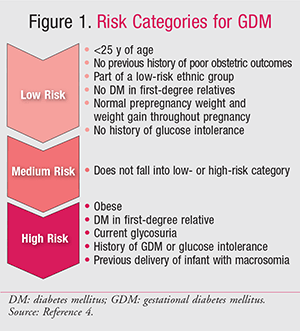 Figure 1. Risk Categories for GDM
Low Risk
• <25 y of age
• No previous history of poor obstetric outcomes
• Part of a low-risk ethnic group
• No DM in first-degree relatives
• Normal prepregnancy weight and
weight gain throughout pregnancy
• No history of glucose intolerance
Medium Risk
• Does not fall into low- or high-risk category
High Risk
• Obese
• DM in first-degree relative
• Current glycosuria
• History of GDM or glucose intolerance
• Previous delivery of infant with macrosomia
DM: diabetes mellitus; GDM: gestational diabetes mellitus.
Source: Reference 4.